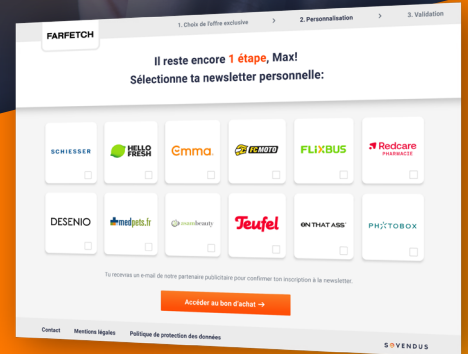 FARFETCH
1. Choix de l'offre exclusive > 2. Personnalisation > 3. Validation
Il reste encore 1 étape, Max!
Sélectionne ta newsletter personnelle:
SCHIESSER
HELLO
FRESH
Emma.
FC MOTO
FLiXBUS
Redcare
PHARMACIE
DESENIO
medpets.fr
beauty
Teufel
ON THAT ASS
PHOTOBOX
Tu recevras un e-mail de notre partenaire publicitaire pour confirmer ton inscription à la newsletter.
Accéder au bon d'achat →
Contact Mentions légales Politique de protection des données
SOVENDUS